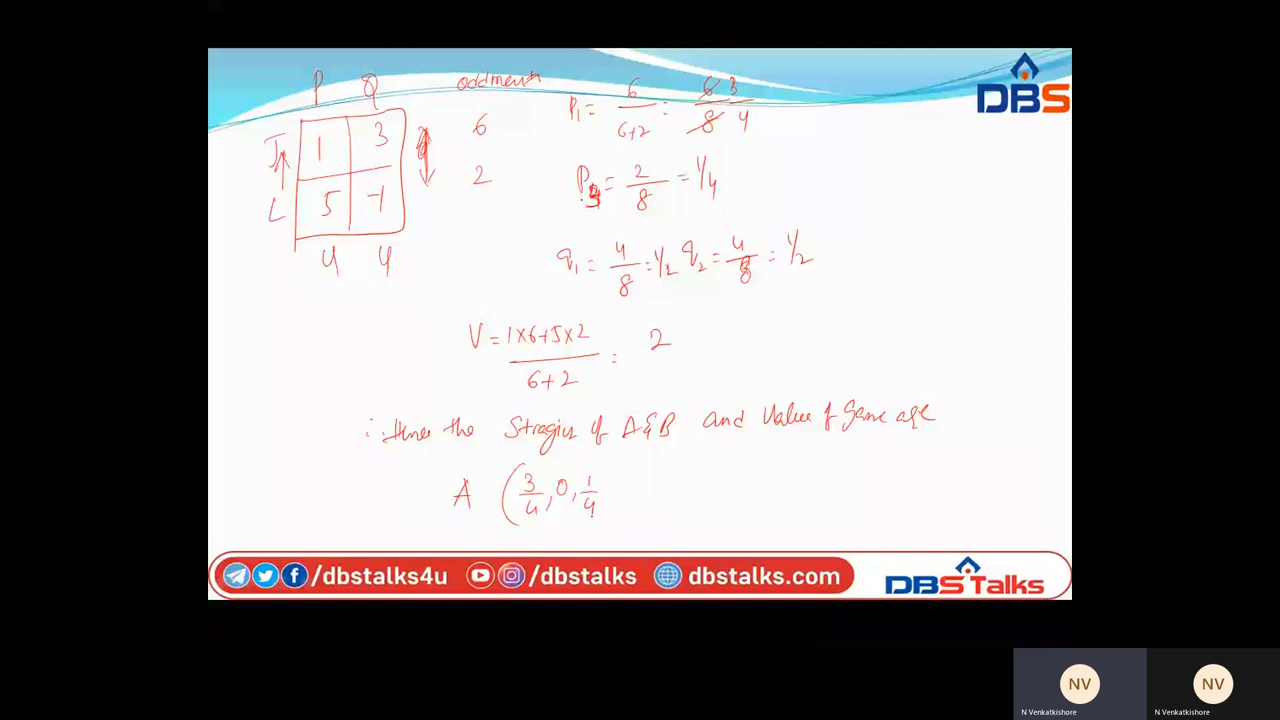 P Q oddments
I 1 3 6
L 5 -1 2
4 4
P1 = 6/6+2 = 6/8 3/4
P3 = 2/8 = 1/4
q1 = 4/8 = 1/2 q2 = 4/8 = 1/2
V = 1×6+5×2/6+2 = 2
∴ Hence the Stragies of A&B and Value of Game are
A (3/4, 0, 1/4
DBS
/dbstalks4u /dbstalks dbstalks.com DBS Talks
NV NV
N Venkatkishore N Venkatkishore